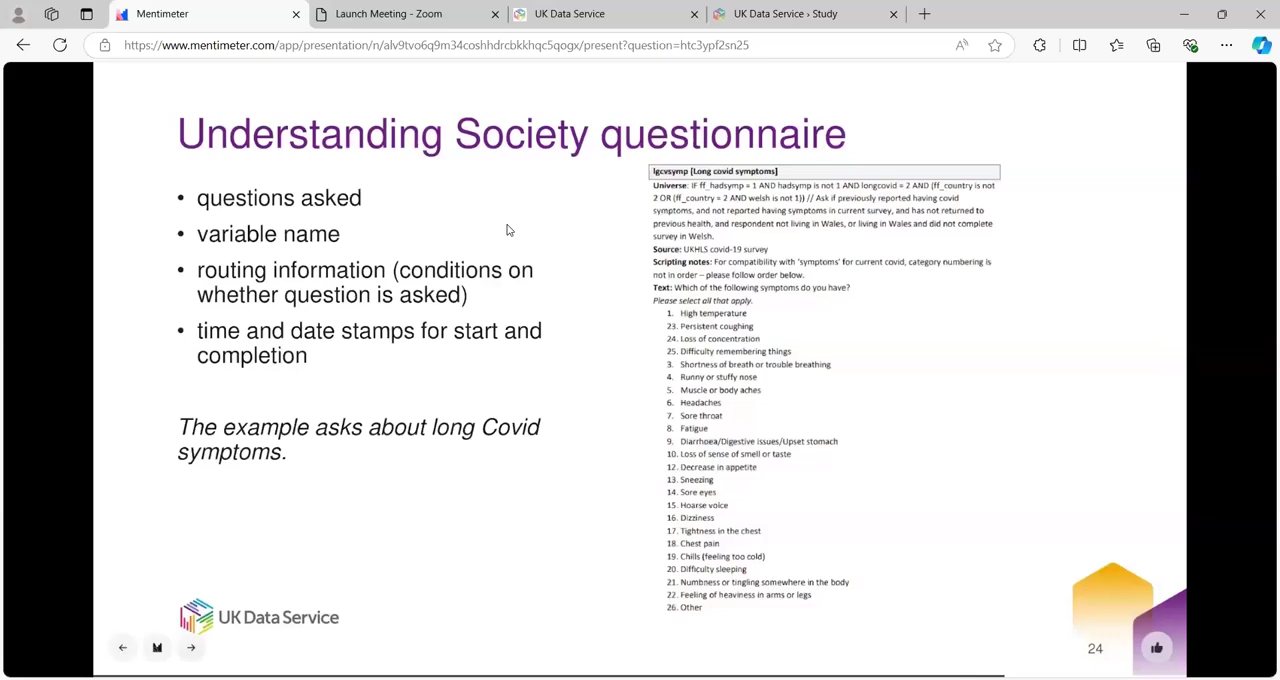 Mentimeter
Launch Meeting - Zoom
UK Data Service
UK Data Service › Study
https://www.mentimeter.com/app/presentation/n/alv9tvo6q9m34coshhdrcbkkhqc5qogx/present?question=htc3ypf2sn25
Understanding Society questionnaire
• questions asked
• variable name
• routing information (conditions on
whether question is asked)
• time and date stamps for start and
completion
The example asks about long Covid
symptoms.
lgcvsymp [Long covid symptoms]
Universe: IF ff_hadsymp = 1 AND hadsymp is not 1 AND longcovid = 2 AND (ff_country is not
2 OR (ff_country = 2 AND welsh is not 1)) // Ask if previously reported having covid
symptoms, and not reported having symptoms in current survey, and has not returned to
previous health, and respondent not living in Wales, or living in Wales and did not complete
survey in Welsh.
Source: UKHLS covid-19 survey
Scripting notes: For compatibility with 'symptoms' for current covid, category numbering is
not in order – please follow order below.
Text: Which of the following symptoms do you have?
Please select all that apply.
1. High temperature
23. Persistent coughing
24. Loss of concentration
25. Difficulty remembering things
3. Shortness of breath or trouble breathing
4. Runny or stuffy nose
5. Muscle or body aches
6. Headaches
7. Sore throat
8. Fatigue
9. Diarrhoea/Digestive issues/Upset stomach
10. Loss of sense of smell or taste
12. Decrease in appetite
13. Sneezing
14. Sore eyes
15. Hoarse voice
16. Dizziness
17. Tightness in the chest
18. Chest pain
19. Chills (feeling too cold)
20. Difficulty sleeping
21. Numbness or tingling somewhere in the body
22. Feeling of heaviness in arms or legs
26. Other
UK Data Service
24